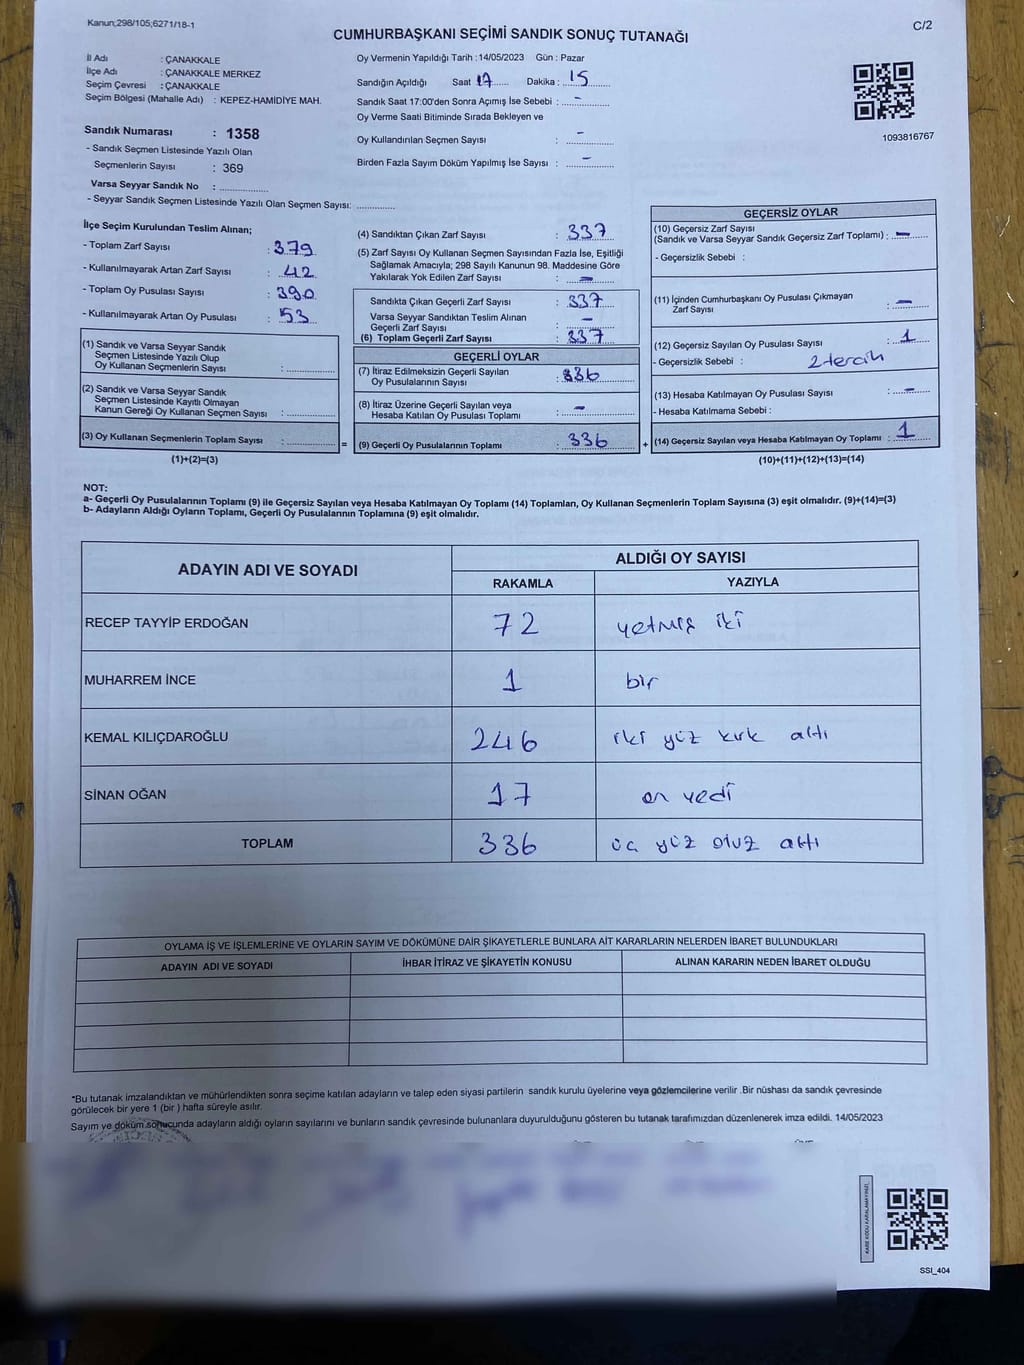 Kanun;298/105;6271/18-1
C/2
CUMHURBAŞKANI SEÇİMİ SANDIK SONUÇ TUTANAĞI
İl Adı : ÇANAKKALE
İlçe Adı : ÇANAKKALE MERKEZ
Seçim Çevresi : ÇANAKKALE
Seçim Bölgesi (Mahalle Adı) : KEPEZ-HAMİDİYE MAH.
Sandık Numarası : 1358
- Sandık Seçmen Listesinde Yazılı Olan
Seçmenlerin Sayısı : 369
Varsa Seyyar Sandık No : ..................
- Seyyar Sandık Seçmen Listesinde Yazılı Olan Seçmen Sayısı: .............
Oy Vermenin Yapıldığı Tarih : 14/05/2023 Gün : Pazar
Sandığın Açıldığı Saat 17 Dakika : 15
Sandık Saat 17:00'den Sonra Açımış İse Sebebi : -
Oy Verme Saati Bitiminde Sırada Bekleyen ve
Oy Kullandırılan Seçmen Sayısı : -
Birden Fazla Sayım Döküm Yapılmış İse Sayısı : -
1093816767
İlçe Seçim Kurulundan Teslim Alınan;
- Toplam Zarf Sayısı : 379
- Kullanılmayarak Artan Zarf Sayısı : 42
- Toplam Oy Pusulası Sayısı : 390
- Kullanılmayarak Artan Oy Pusulası : 53
(1) Sandık ve Varsa Seyyar Sandık
Seçmen Listesinde Yazılı Olup
Oy Kullanan Seçmenlerin Sayısı : ..............
(2) Sandık ve Varsa Seyyar Sandık
Seçmen Listesinde Kayıtlı Olmayan
Kanun Gereği Oy Kullanan Seçmen Sayısı : ..............
(3) Oy Kullanan Seçmenlerin Toplam Sayısı : .............. =
(1)+(2)=(3)
(4) Sandıktan Çıkan Zarf Sayısı : 337
(5) Zarf Sayısı Oy Kullanan Seçmen Sayısından Fazla İse, Eşitliği
Sağlamak Amacıyla; 298 Sayılı Kanunun 98. Maddesine Göre
Yakılarak Yok Edilen Zarf Sayısı : -
Sandıkta Çıkan Geçerli Zarf Sayısı : 337
Varsa Seyyar Sandıktan Teslim Alınan
Geçerli Zarf Sayısı : -
(6) Toplam Geçerli Zarf Sayısı : 337
GEÇERLİ OYLAR
(7) İtiraz Edilmeksizin Geçerli Sayılan
Oy Pusulalarının Sayısı : 336
(8) İtiraz Üzerine Geçerli Sayılan veya
Hesaba Katılan Oy Pusulası Toplamı : -
(9) Geçerli Oy Pusulalarının Toplamı : 336 +
GEÇERSİZ OYLAR
(10) Geçersiz Zarf Sayısı
(Sandık ve Varsa Seyyar Sandık Geçersiz Zarf Toplamı) : -
- Geçersizlik Sebebi :
(11) İçinden Cumhurbaşkanı Oy Pusulası Çıkmayan
Zarf Sayısı : -
(12) Geçersiz Sayılan Oy Pusulası Sayısı : 1
- Geçersizlik Sebebi : 2 tercih
(13) Hesaba Katılmayan Oy Pusulası Sayısı : -
- Hesaba Katılmama Sebebi :
(14) Geçersiz Sayılan veya Hesaba Katılmayan Oy Toplamı : 1
(10)+(11)+(12)+(13)=(14)
NOT:
a- Geçerli Oy Pusulalarının Toplamı (9) ile Geçersiz Sayılan veya Hesaba Katılmayan Oy Toplamı (14) Toplamları, Oy Kullanan Seçmenlerin Toplam Sayısına (3) eşit olmalıdır. (9)+(14)=(3)
b- Adayların Aldığı Oyların Toplamı, Geçerli Oy Pusulalarının Toplamına (9) eşit olmalıdır.
ADAYIN ADI VE SOYADI ALDIĞI OY SAYISI
RAKAMLA YAZIYLA
RECEP TAYYİP ERDOĞAN 72 yetmiş iki
MUHARREM İNCE 1 bir
KEMAL KILIÇDAROĞLU 246 iki yüz kırk altı
SİNAN OĞAN 17 on yedi
TOPLAM 336 üç yüz otuz altı
OYLAMA İŞ VE İŞLEMLERİNE VE OYLARIN SAYIM VE DÖKÜMÜNE DAİR ŞİKAYETLERLE BUNLARA AİT KARARLARIN NELERDEN İBARET BULUNDUKLARI
ADAYIN ADI VE SOYADI İHBAR İTİRAZ VE ŞİKAYETİN KONUSU ALINAN KARARIN NEDEN İBARET OLDUĞU
*Bu tutanak imzalandıktan ve mühürlendikten sonra seçime katılan adayların ve talep eden siyasi partilerin sandık kurulu üyelerine veya gözlemcilerine verilir .Bir nüshası da sandık çevresinde
görülecek bir yere 1 (bir ) hafta süreyle asılır.
Sayım ve döküm sonucunda adayların aldığı oyların sayılarını ve bunların sandık çevresinde bulunanlara duyurulduğunu gösteren bu tutanak tarafımızdan düzenlenerek imza edildi. 14/05/2023
KARE KODU KARALAMAYINIZ.
SSI_404